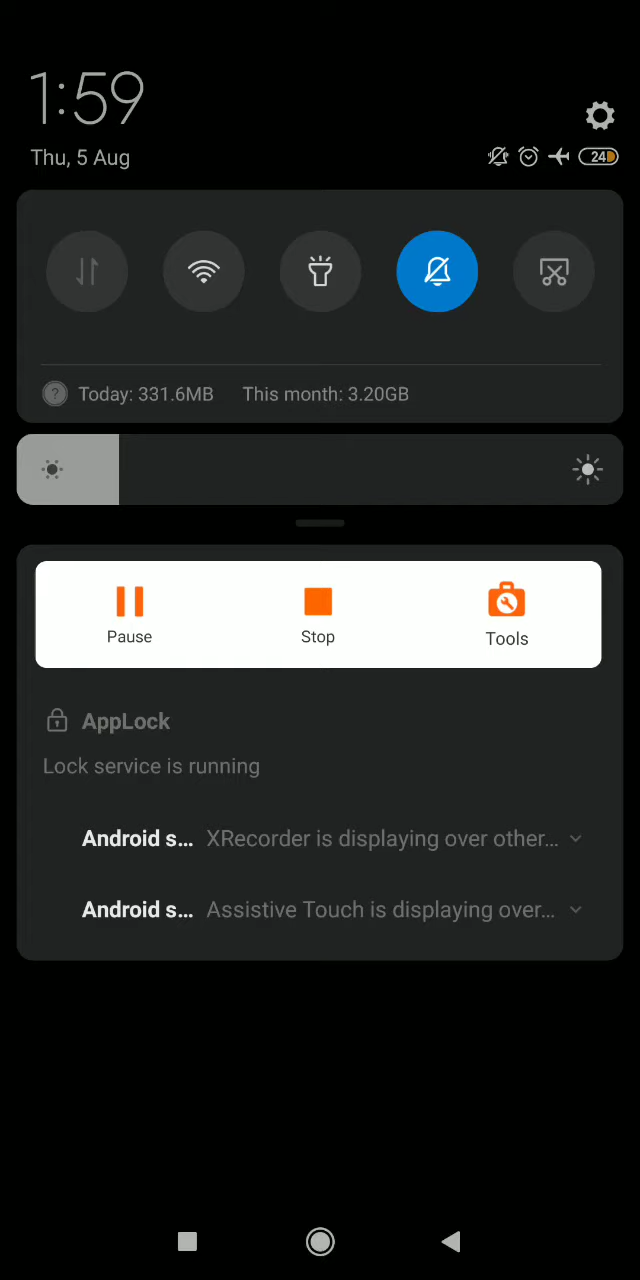 1:59
Thu, 5 Aug
24
? Today: 331.6MB This month: 3.20GB
Pause Stop Tools
AppLock
Lock service is running
Android s... XRecorder is displaying over other...
Android s... Assistive Touch is displaying over...